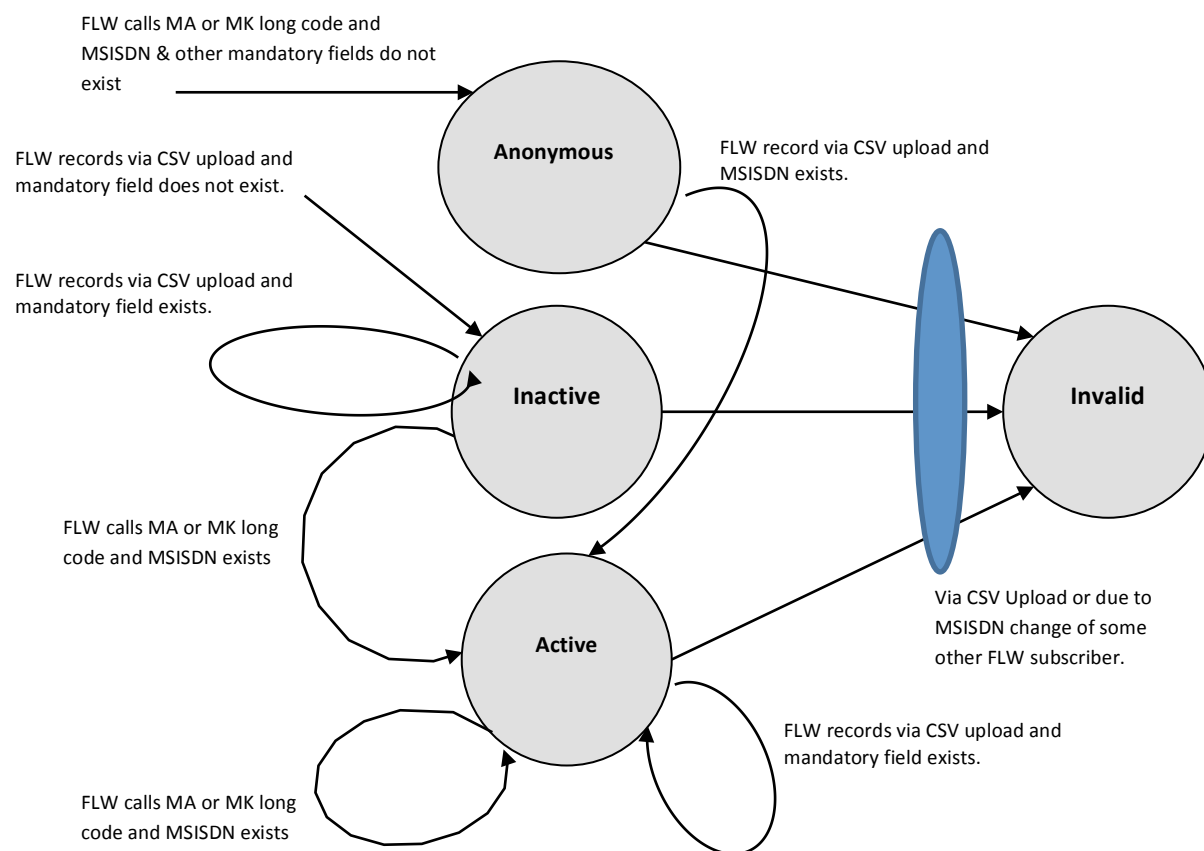 FLW calls MA or MK long code and
MSISDN & other mandatory fields do not
exist
Anonymous
FLW record via CSV upload and
MSISDN exists.
FLW records via CSV upload and
mandatory field does not exist.
FLW records via CSV upload and
mandatory field exists.
Inactive
Invalid
FLW calls MA or MK long
code and MSISDN exists
Active
Via CSV Upload or due to
MSISDN change of some
other FLW subscriber.
FLW records via CSV upload and
mandatory field exists.
FLW calls MA or MK long
code and MSISDN exists